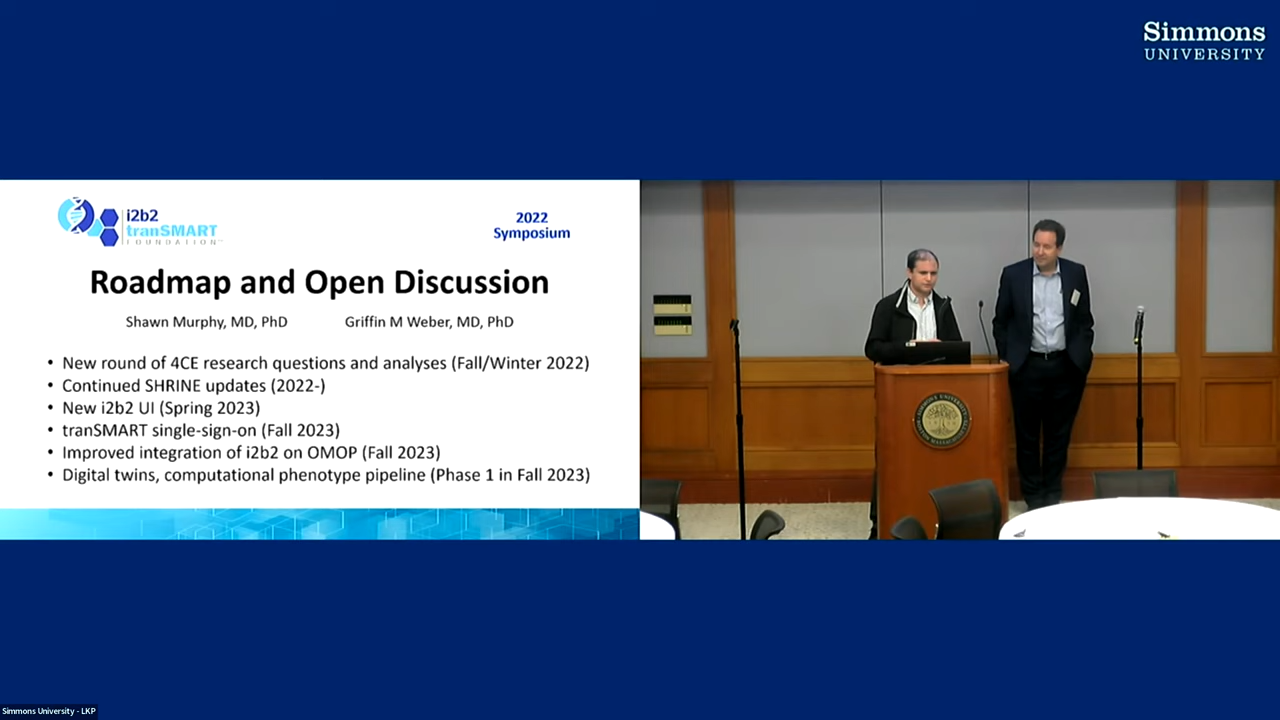 Simmons
UNIVERSITY
i2b2
tranSMART
FOUNDATION
2022
Symposium
Roadmap and Open Discussion
Shawn Murphy, MD, PhD
Griffin M Weber, MD, PhD
• New round of 4CE research questions and analyses (Fall/Winter 2022)
• Continued SHRINE updates (2022-)
• New i2b2 UI (Spring 2023)
• tranSMART single-sign-on (Fall 2023)
• Improved integration of i2b2 on OMOP (Fall 2023)
• Digital twins, computational phenotype pipeline (Phase 1 in Fall 2023)
Simmons University - LKP